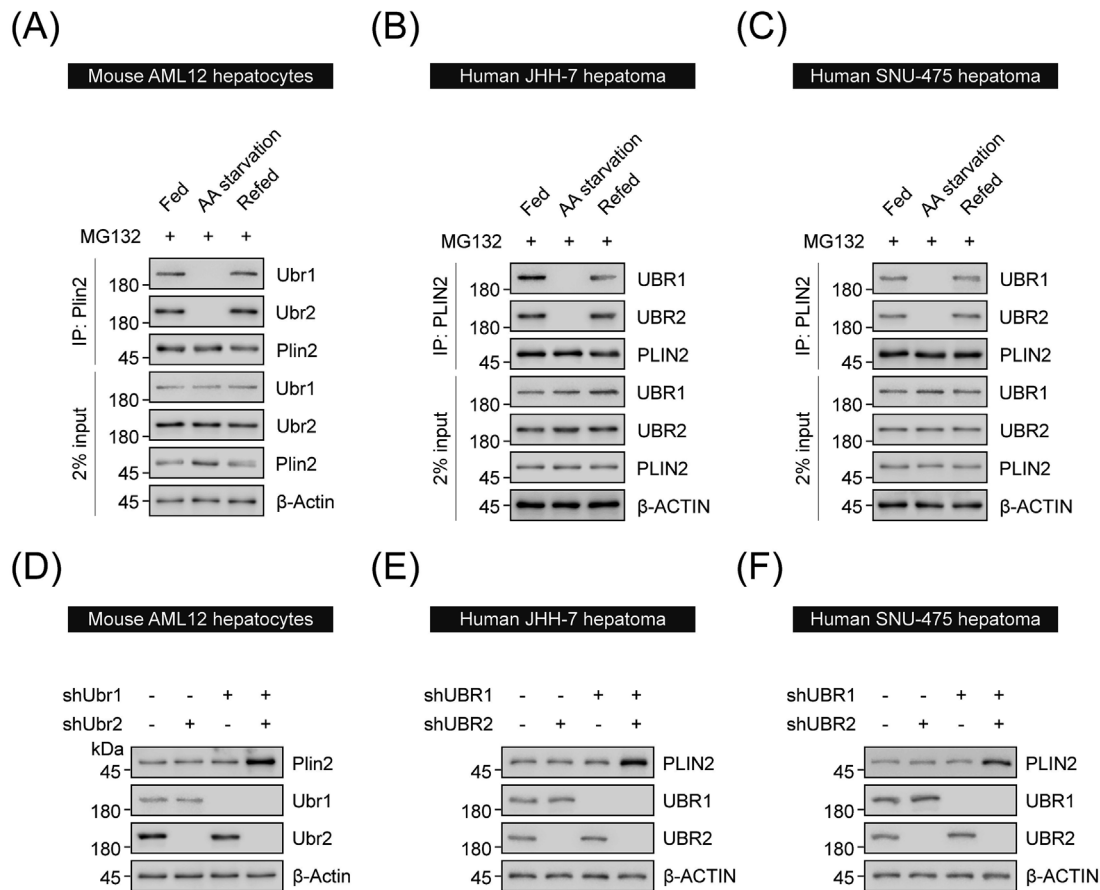 (A)
Mouse AML12 hepatocytes
Fed
AA starvation
Refed
MG132 + + +
IP: Plin2
180 Ubr1
180 Ubr2
45 Plin2
2% input
180 Ubr1
180 Ubr2
45 Plin2
45 β-Actin
(B)
Human JHH-7 hepatoma
Fed
AA starvation
Refed
MG132 + + +
IP: PLIN2
180 UBR1
180 UBR2
45 PLIN2
2% input
180 UBR1
180 UBR2
45 PLIN2
45 β-ACTIN
(C)
Human SNU-475 hepatoma
Fed
AA starvation
Refed
MG132 + + +
IP: PLIN2
180 UBR1
180 UBR2
45 PLIN2
2% input
180 UBR1
180 UBR2
45 PLIN2
45 β-ACTIN
(D)
Mouse AML12 hepatocytes
shUbr1 - - + +
shUbr2 - + - +
kDa
45 Plin2
180 Ubr1
180 Ubr2
45 β-Actin
(E)
Human JHH-7 hepatoma
shUBR1 - - + +
shUBR2 - + - +
45 PLIN2
180 UBR1
180 UBR2
45 β-ACTIN
(F)
Human SNU-475 hepatoma
shUBR1 - - + +
shUBR2 - + - +
45 PLIN2
180 UBR1
180 UBR2
45 β-ACTIN